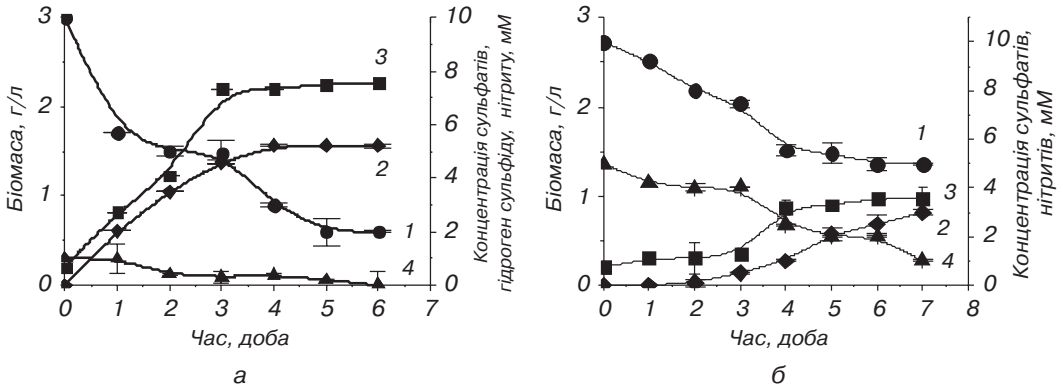 Біомаса, г/л
3
2
1
0
0 1 2 3 4 5 6 7
Час, доба
10
8
6
4
2
0
Концентрація сульфатів,
гідроген сульфіду, нітриту, мМ
3
2
1
4
а
Біомаса, г/л
3
2
1
0
0 1 2 3 4 5 6 7 8
Час, доба
10
8
6
4
2
0
Концентрація сульфатів,
нітритів, мМ
1
3
2
4
б